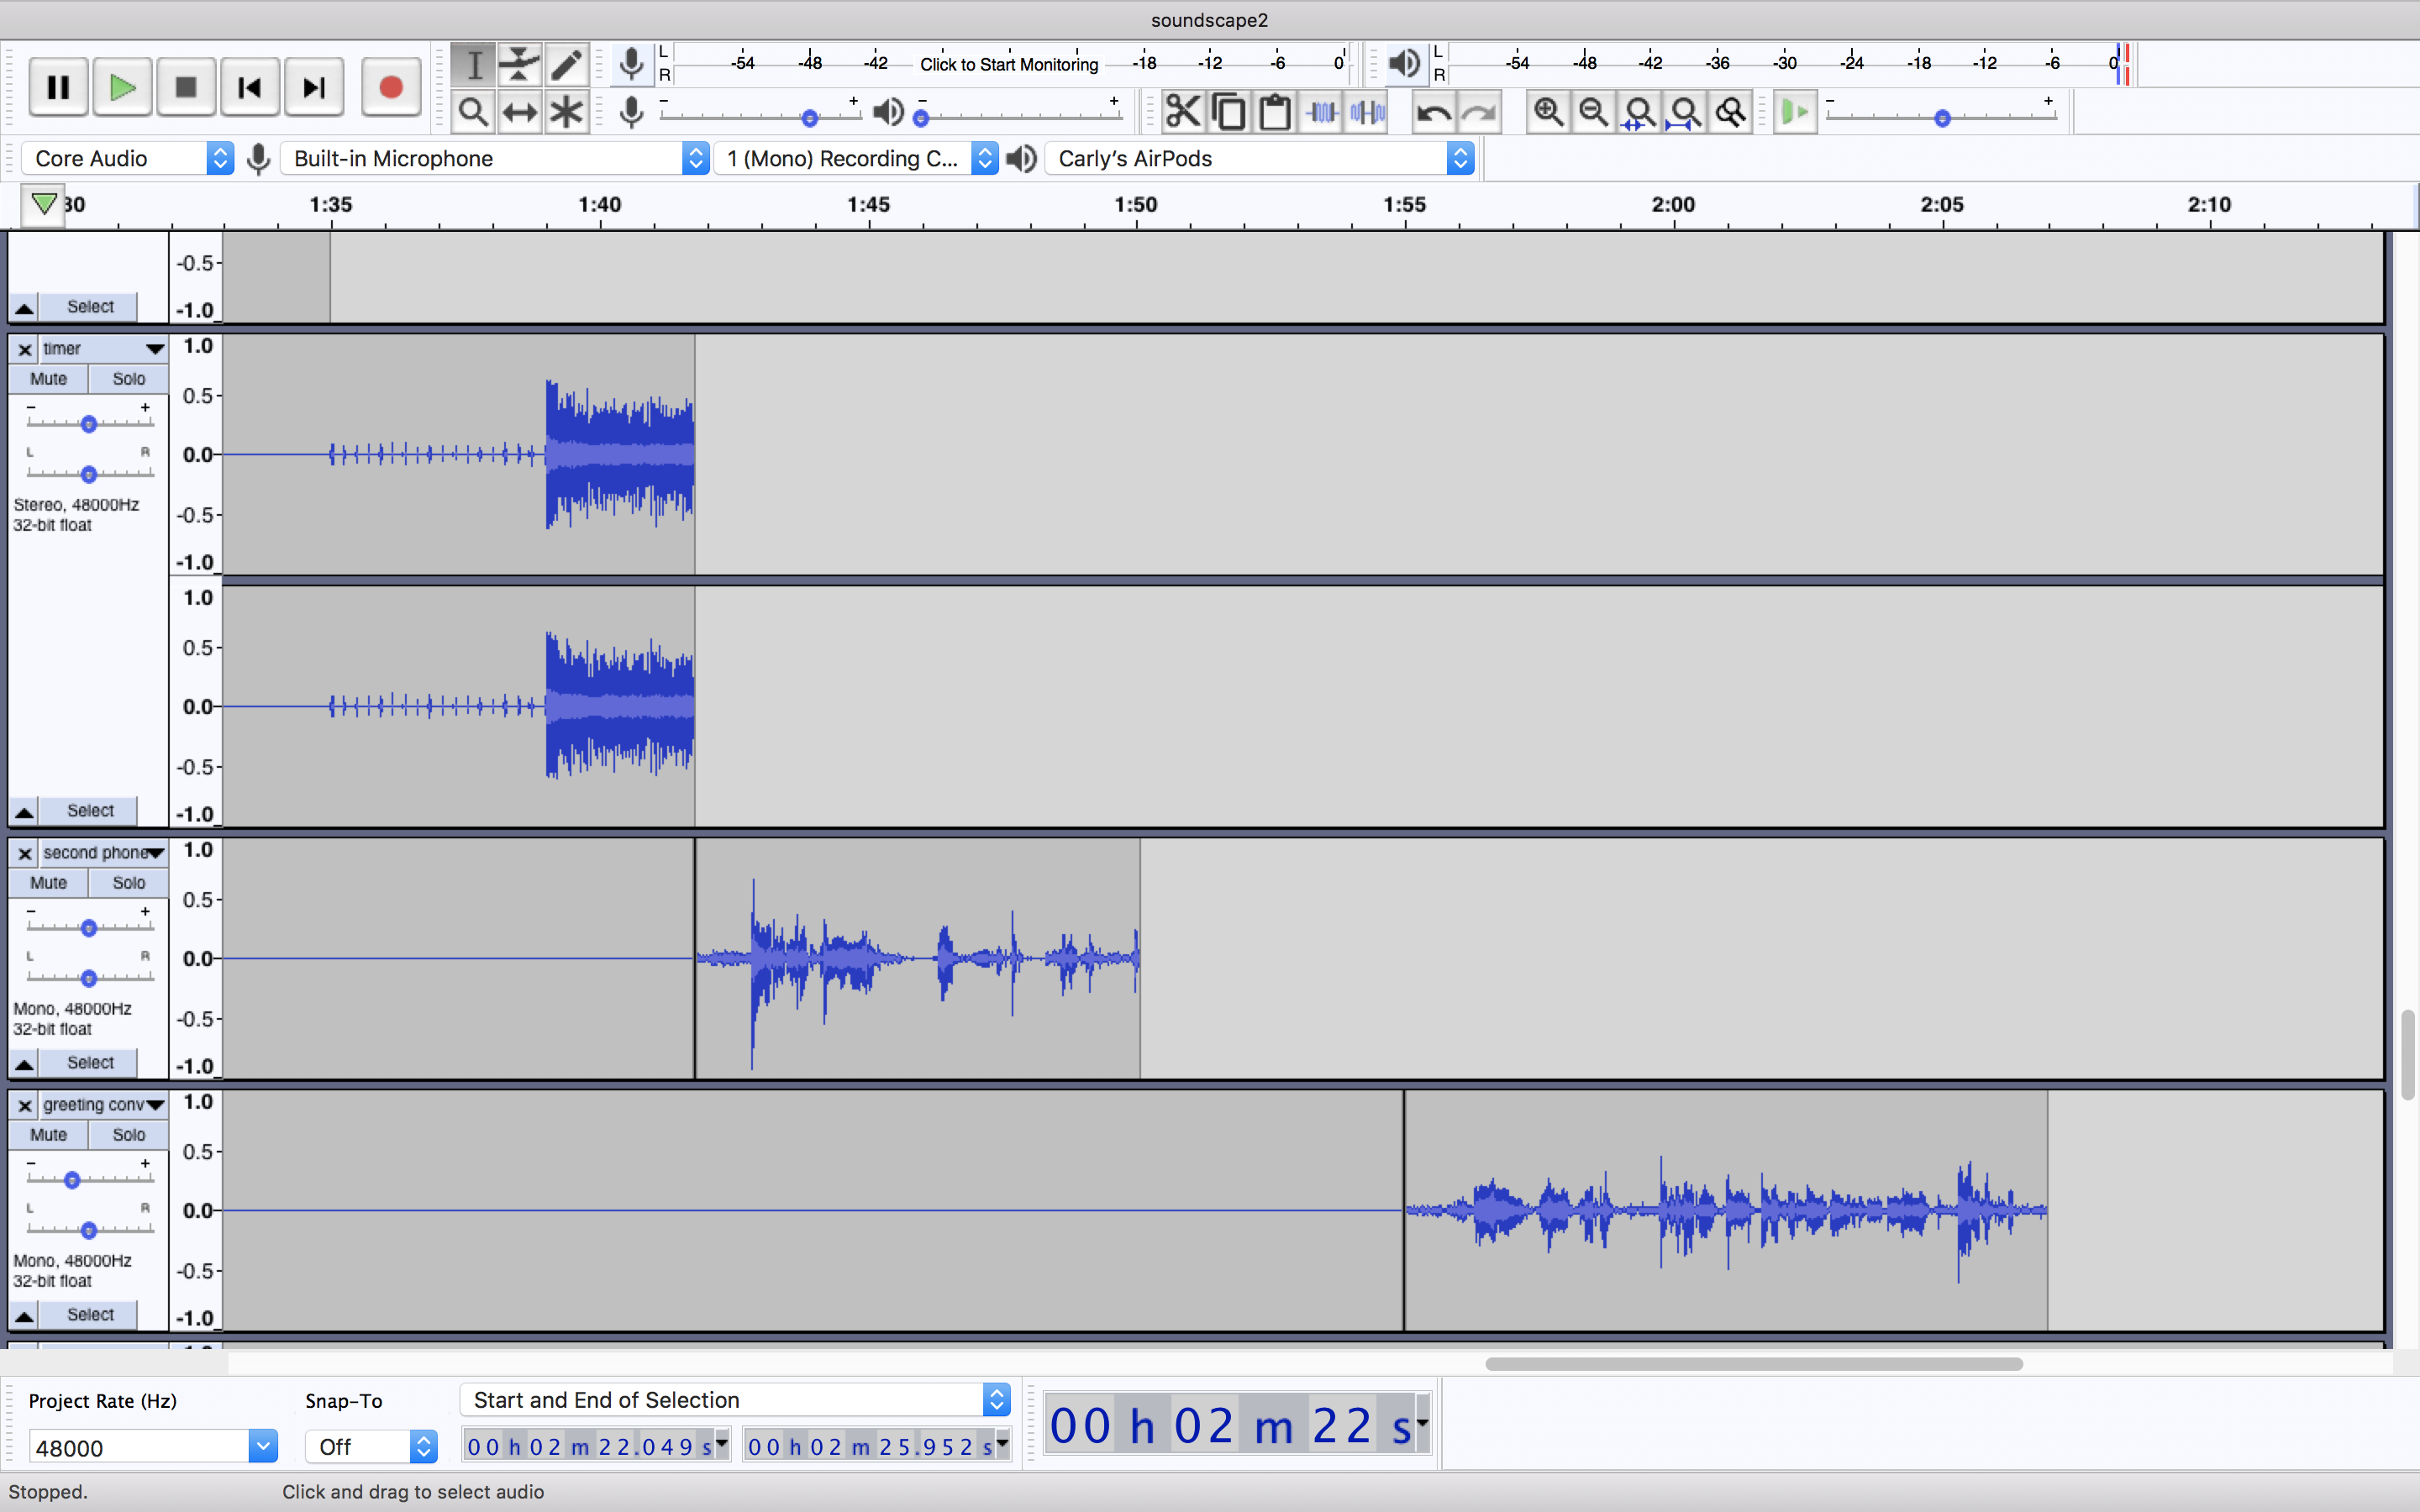 soundscape2
L
R
-54 -48 -42 Click to Start Monitoring -18 -12 -6 0
L
R
-54 -48 -42 -36 -30 -24 -18 -12 -6 0
- + - + - +
Core Audio Built-in Microphone 1 (Mono) Recording C... Carly's AirPods
30 1:35 1:40 1:45 1:50 1:55 2:00 2:05 2:10
-0.5
Select -1.0
timer 1.0
Mute Solo
- + 0.5
L R 0.0
Stereo, 48000Hz -0.5
32-bit float
-1.0
1.0
0.5
0.0
-0.5
Select -1.0
second phone 1.0
Mute Solo 0.5
- +
L R 0.0
Mono, 48000Hz -0.5
32-bit float
Select -1.0
greeting conv 1.0
Mute Solo 0.5
- +
L R 0.0
Mono, 48000Hz -0.5
32-bit float
Select -1.0
Project Rate (Hz) Snap-To Start and End of Selection
48000 Off 00 h 02 m 22.049 s 00 h 02 m 25.952 s 00 h 02 m 22 s
Stopped. Click and drag to select audio